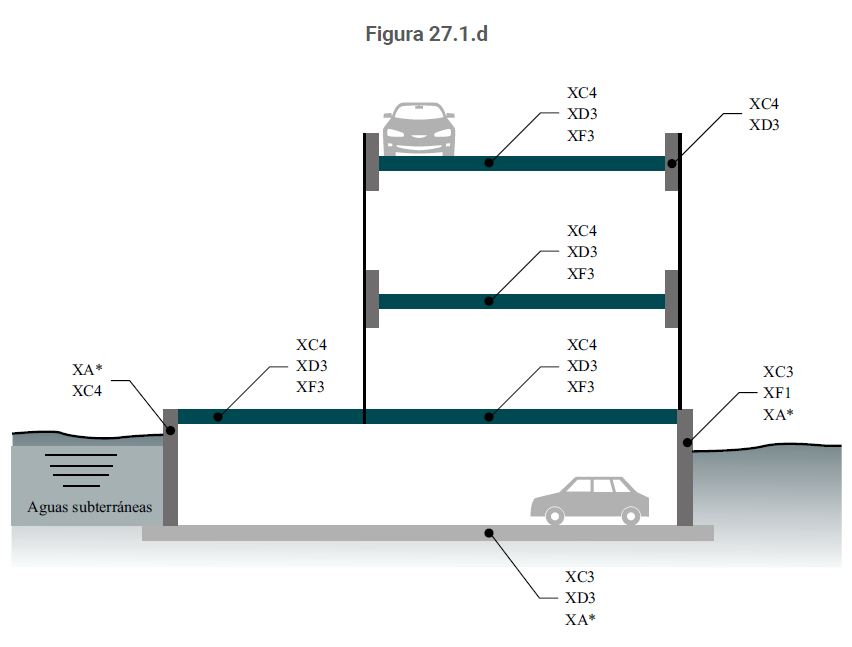 Figura 27.1.d
XC4
XD3
XF3
XC4
XD3
XC4
XD3
XF3
XC4
XD3
XF3
XC4
XD3
XF3
XA*
XC4
XC3
XF1
XA*
Aguas subterráneas
XC3
XD3
XA*